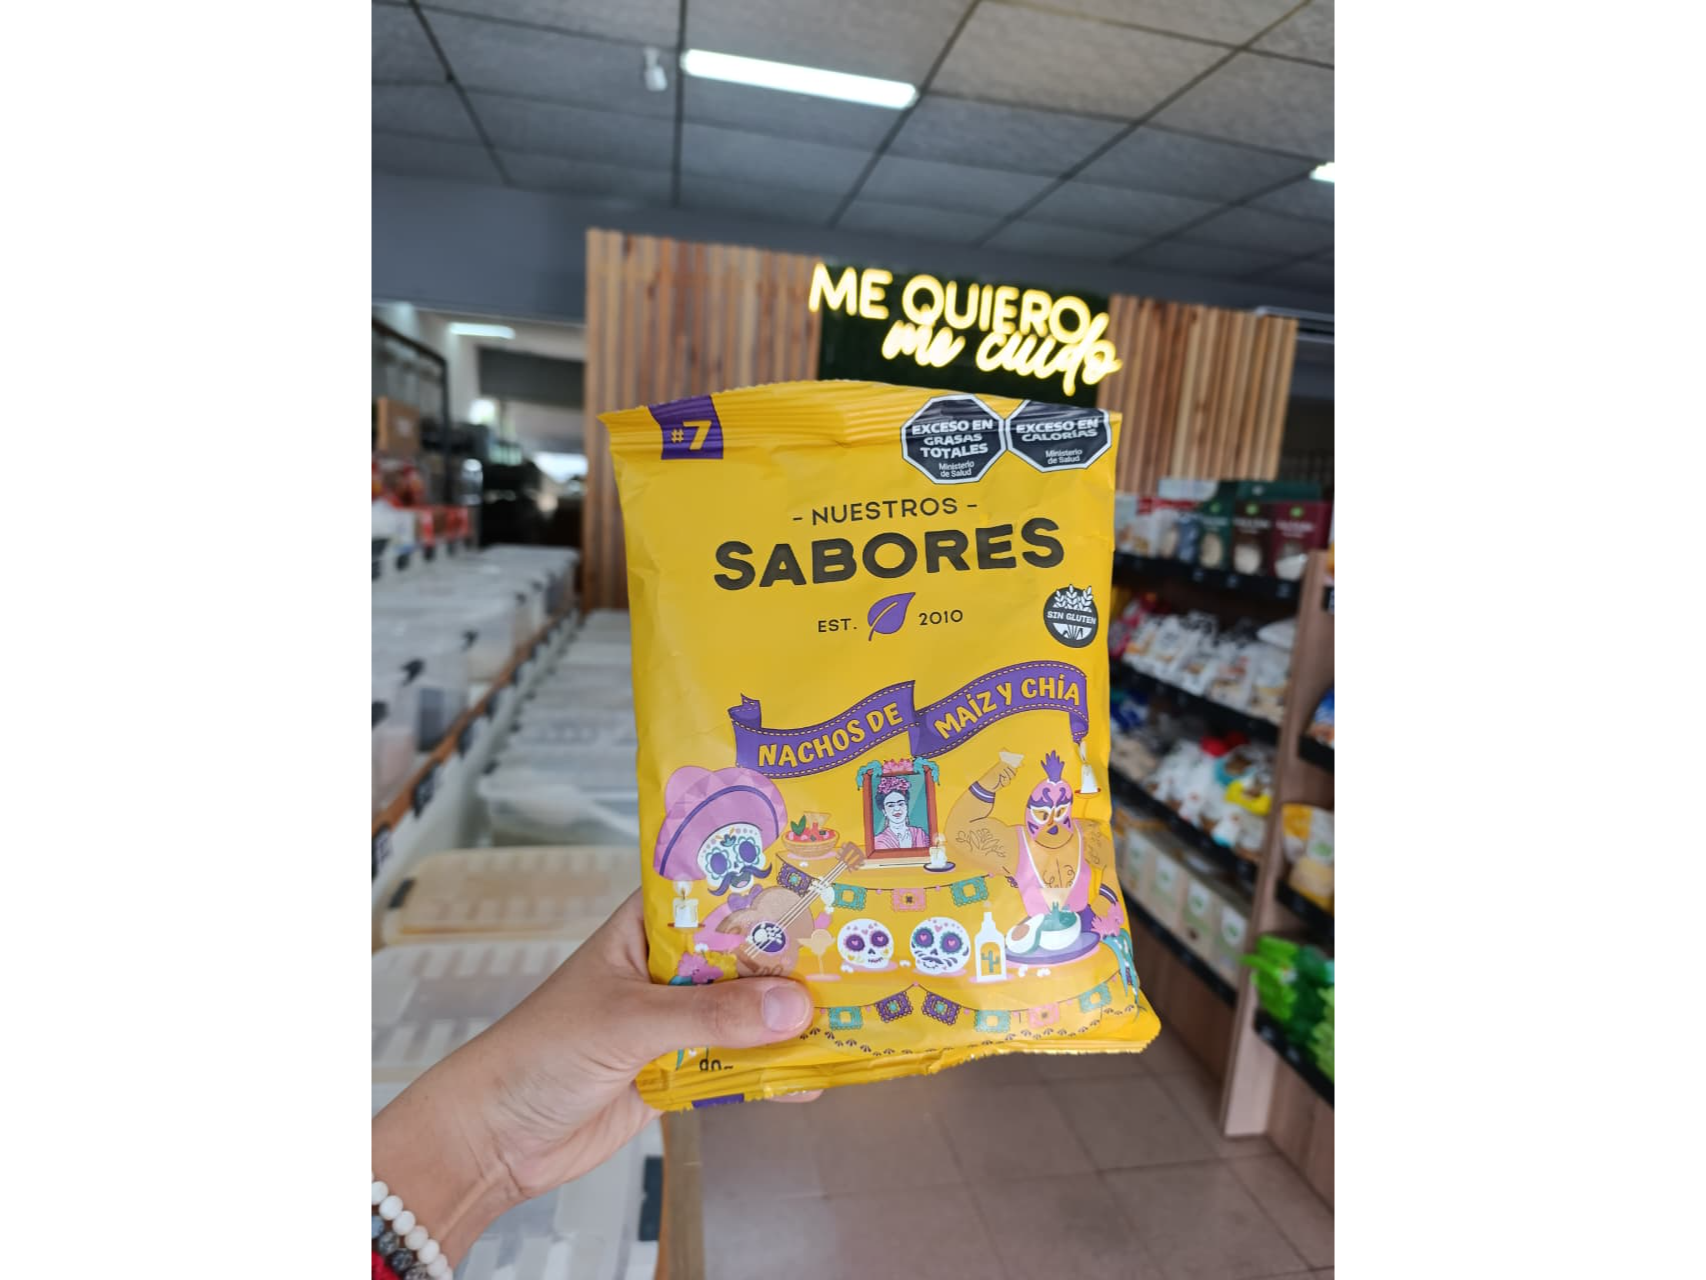 ME QUIERO
me cuido
#7
EXCESO EN
GRASAS
TOTALES
Ministerio
de Salud
EXCESO EN
CALORÍAS
Ministerio
de Salud
- NUESTROS -
SABORES
EST. 2010
SIN GLUTEN
NACHOS DE MAÍZ Y CHÍA